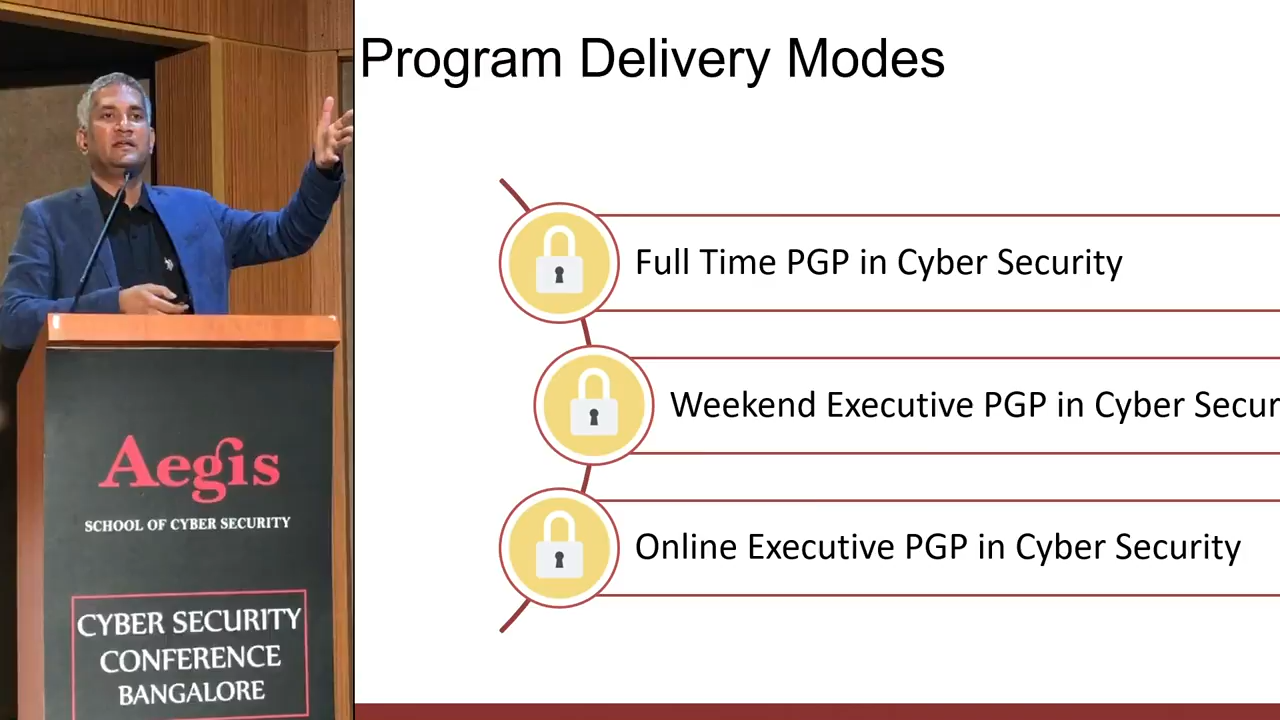 Program Delivery Modes
Full Time PGP in Cyber Security
Weekend Executive PGP in Cyber Secur
Online Executive PGP in Cyber Security
Aegis
SCHOOL OF CYBER SECURITY
CYBER SECURITY
CONFERENCE
BANGALORE